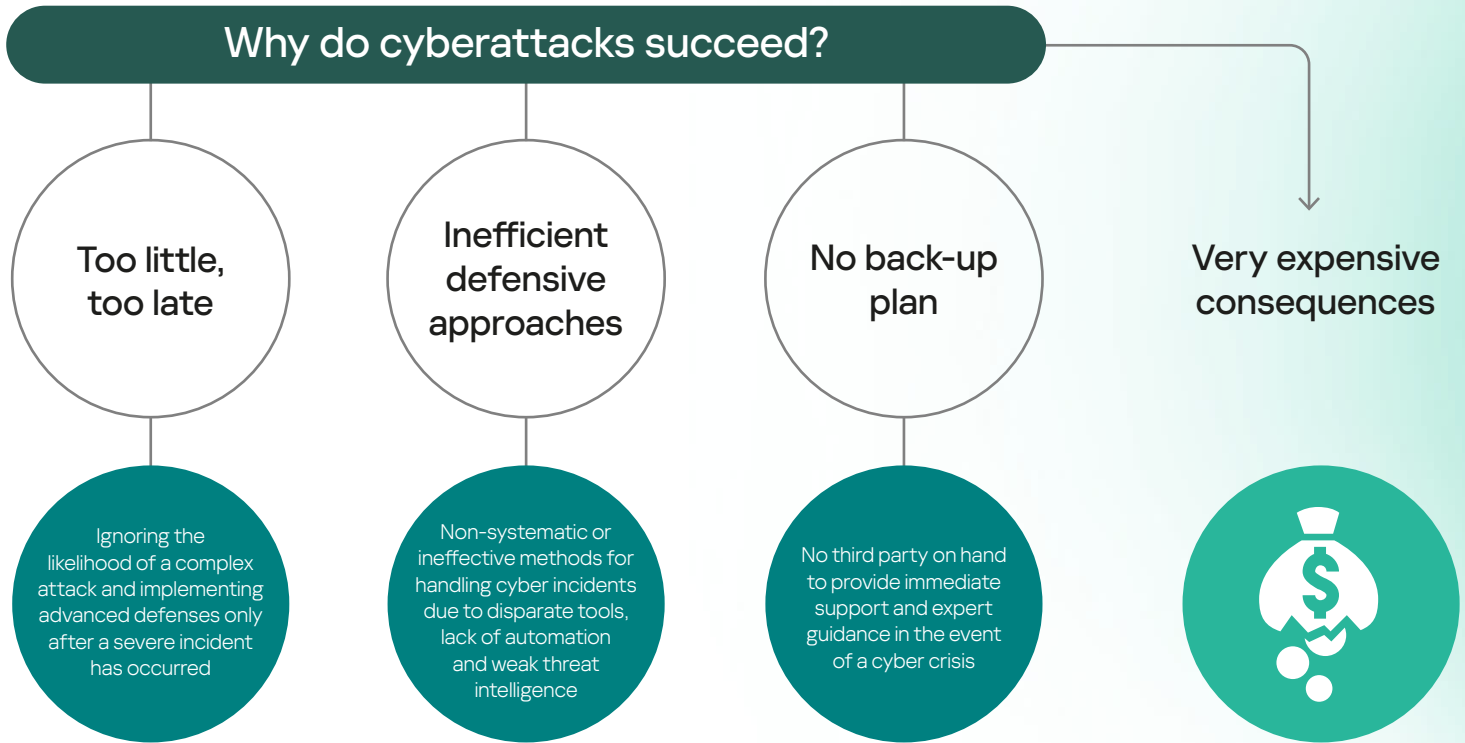 Why do cyberattacks succeed?
Too little,
too late
Ignoring the
likelihood of a complex
attack and implementing
advanced defenses only
after a severe incident
has occurred
Inefficient
defensive
approaches
Non-systematic or
ineffective methods for
handling cyber incidents
due to disparate tools,
lack of automation
and weak threat
intelligence
No back-up
plan
No third party on hand
to provide immediate
support and expert
guidance in the event
of a cyber crisis
Very expensive
consequences
$